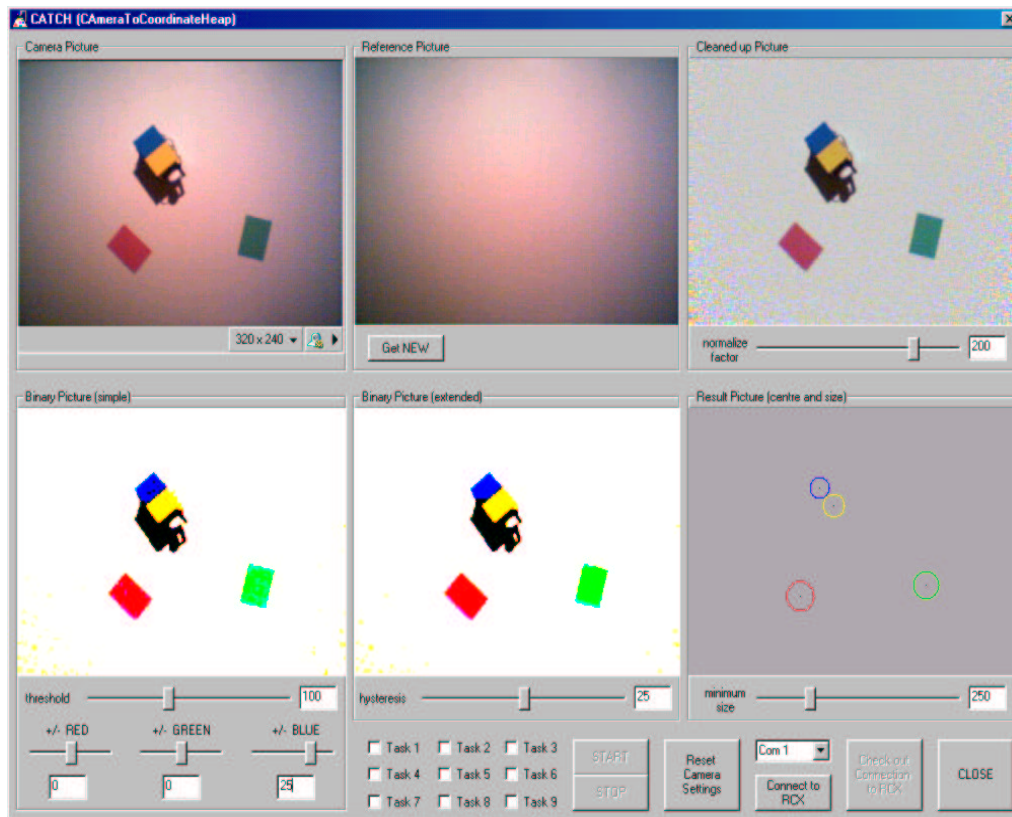 CATCH (CAmeraToCoordinateHeap)
Camera Picture
Reference Picture
Cleaned up Picture
320 x 240
Get NEW
normalize
factor
200
Binary Picture (simple)
Binary Picture (extended)
Result Picture (centre and size)
threshold
100
hysteresis
25
minimum
size
250
+/- RED
+/- GREEN
+/- BLUE
0
0
25
Task 1
Task 2
Task 3
Task 4
Task 5
Task 6
Task 7
Task 8
Task 9
START
STOP
Reset
Camera
Settings
Com 1
Connect to
RCX
Check our
Connection
to RCX
CLOSE